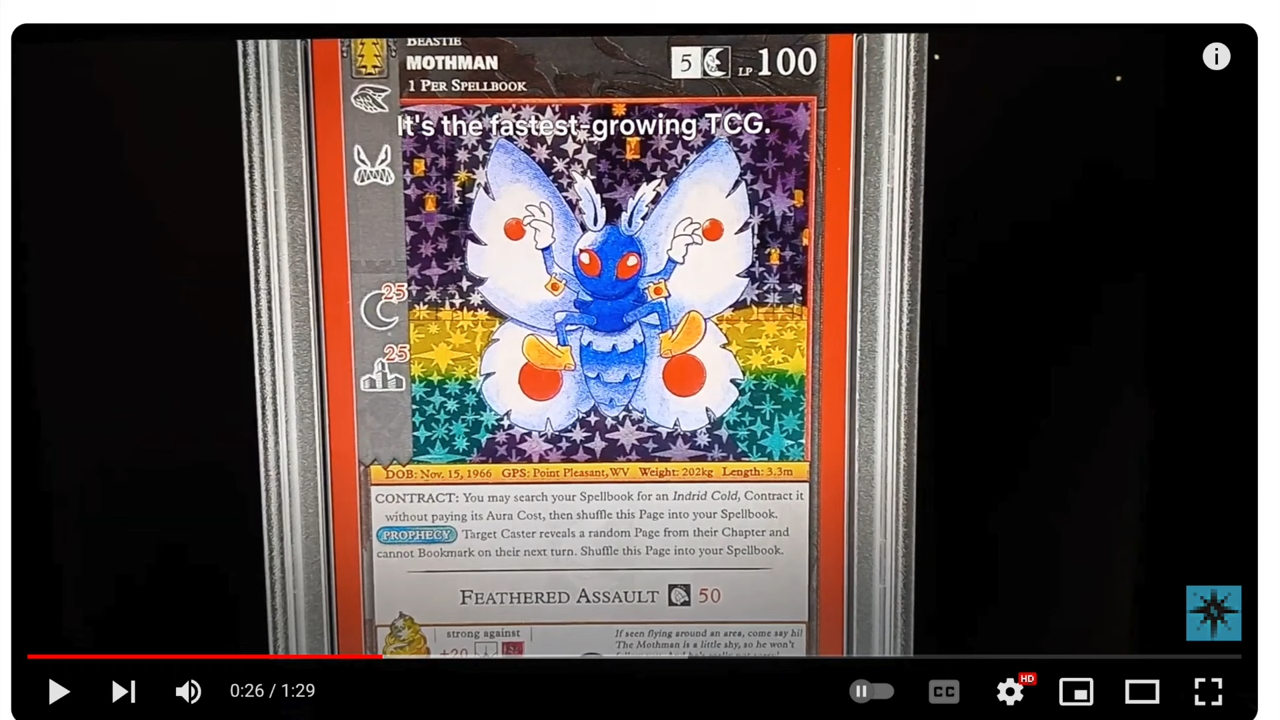 BEASTIE
MOTHMAN
1 PER SPELLBOOK
5
LP 100
It's the fastest-growing TCG.
25
25
DOB: Nov. 15, 1966 GPS: Point Pleasant, WV Weight: 202kg Length: 3.3m
CONTRACT: You may search your Spellbook for an Indrid Cold, Contract it
without paying its Aura Cost, then shuffle this Page into your Spellbook.
PROPHECY Target Caster reveals a random Page from their Chapter and
cannot Bookmark on their next turn. Shuffle this Page into your Spellbook.
FEATHERED ASSAULT 50
strong against
+20
If seen flying around an area, come say hi!
The Mothman is a little shy, so he won't
0:26 / 1:29
CC
HD